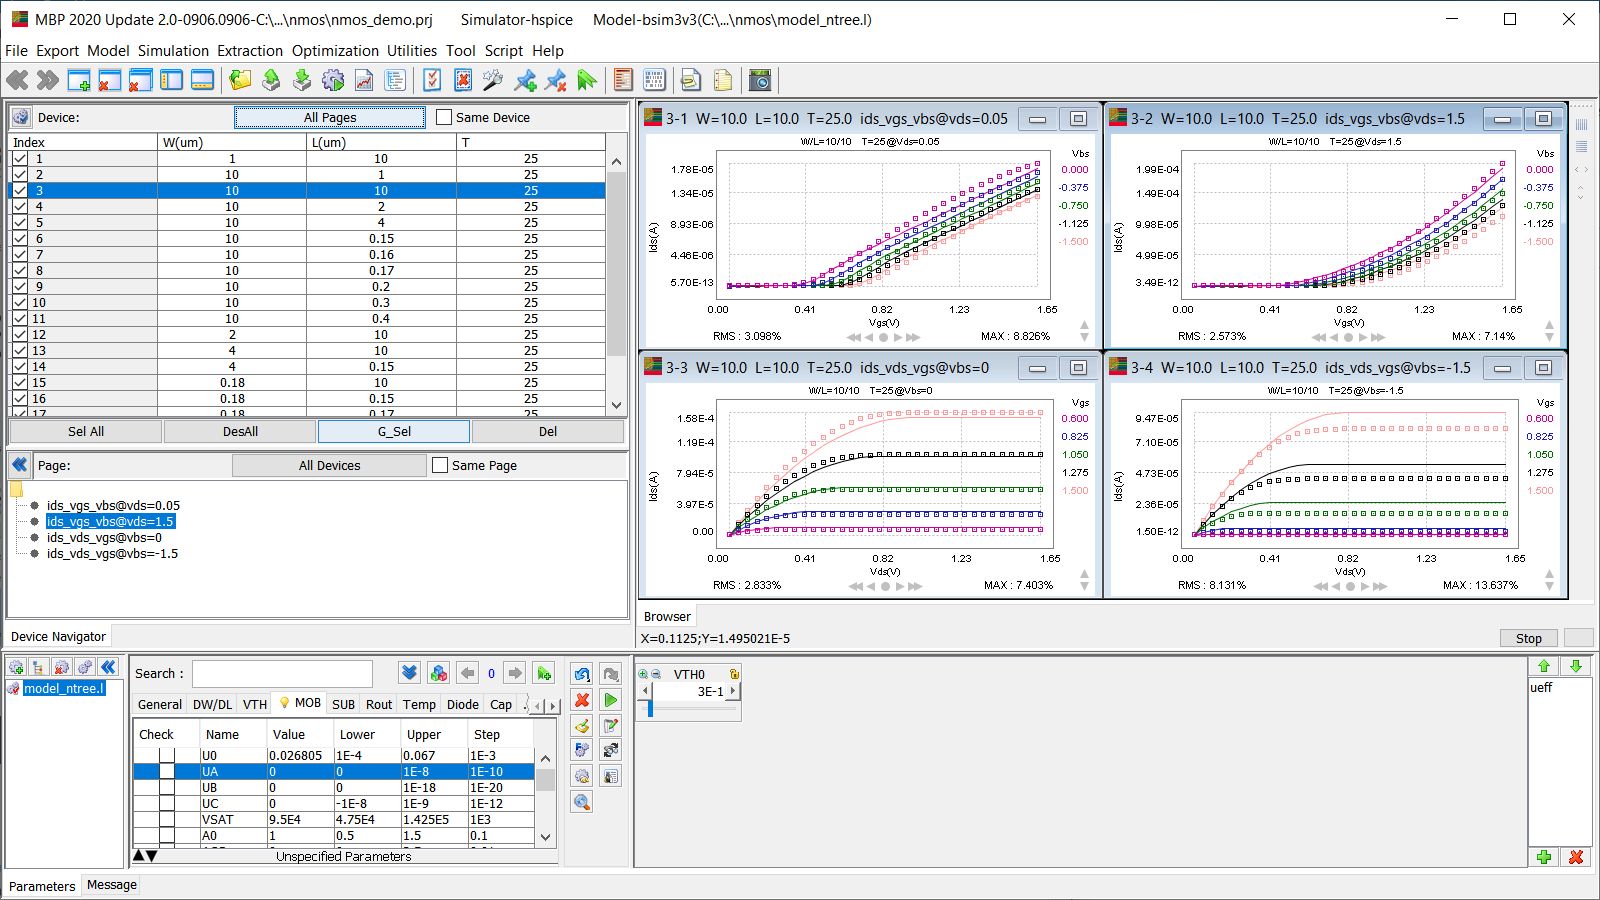 MBP 2020 Update 2.0-0906.0906-C:\...\nmos\nmos_demo.prj Simulator-hspice Model-bsim3v3(C:\...\nmos\model_ntree.l)
File Export Model Simulation Extraction Optimization Utilities Tool Script Help
Device: All Pages Same Device
Index W(um) L(um) T
1 1 10 25
2 10 1 25
3 10 10 25
4 10 2 25
5 10 4 25
6 10 0.15 25
7 10 0.16 25
8 10 0.17 25
9 10 0.2 25
10 10 0.3 25
11 10 0.4 25
12 2 10 25
13 4 10 25
14 4 0.15 25
15 0.18 10 25
16 0.18 0.15 25
17 0.18 0.17 25
Sel All DesAll G_Sel Del
Page: All Devices Same Page
ids_vgs_vbs@vds=0.05
ids_vgs_vbs@vds=1.5
ids_vds_vgs@vbs=0
ids_vds_vgs@vbs=-1.5
Device Navigator
3-1 W=10.0 L=10.0 T=25.0 ids_vgs_vbs@vds=0.05
W/L=10/10 T=25@Vds=0.05
Vbs
0.000
-0.375
-0.750
-1.125
-1.500
1.78E-05
1.34E-05
8.93E-06
4.46E-06
5.70E-13
Ids(A)
0.00 0.41 0.82 1.23 1.65
Vgs(V)
RMS : 3.098% MAX : 8.826%
3-2 W=10.0 L=10.0 T=25.0 ids_vgs_vbs@vds=1.5
W/L=10/10 T=25@Vds=1.5
Vbs
0.000
-0.375
-0.750
-1.125
-1.500
1.99E-04
1.49E-04
9.98E-05
4.99E-05
3.49E-12
Ids(A)
0.00 0.41 0.82 1.23 1.65
Vgs(V)
RMS : 2.573% MAX : 7.14%
3-3 W=10.0 L=10.0 T=25.0 ids_vds_vgs@vbs=0
W/L=10/10 T=25@Vbs=0
Vgs
0.600
0.825
1.050
1.275
1.500
1.58E-4
1.19E-4
7.94E-5
3.97E-5
0.00
Ids(A)
0.00 0.41 0.82 1.23 1.65
Vds(V)
RMS : 2.833% MAX : 7.403%
3-4 W=10.0 L=10.0 T=25.0 ids_vds_vgs@vbs=-1.5
W/L=10/10 T=25@Vbs=-1.5
Vgs
0.600
0.825
1.050
1.275
1.500
9.47E-05
7.10E-05
4.73E-05
2.36E-05
1.50E-12
Ids(A)
0.00 0.41 0.82 1.23 1.65
Vds(V)
RMS : 8.131% MAX : 13.637%
Browser
X=0.1125;Y=1.495021E-5 Stop
model_ntree.l
Search : 0
General DW/DL VTH MOB SUB Rout Temp Diode Cap
Check Name Value Lower Upper Step
U0 0.026805 1E-4 0.067 1E-3
UA 0 0 1E-8 1E-10
UB 0 0 1E-18 1E-20
UC 0 -1E-8 1E-9 1E-12
VSAT 9.5E4 4.75E4 1.425E5 1E3
A0 1 0.5 1.5 0.1
Unspecified Parameters
VTH0
3E-1
ueff
Parameters Message